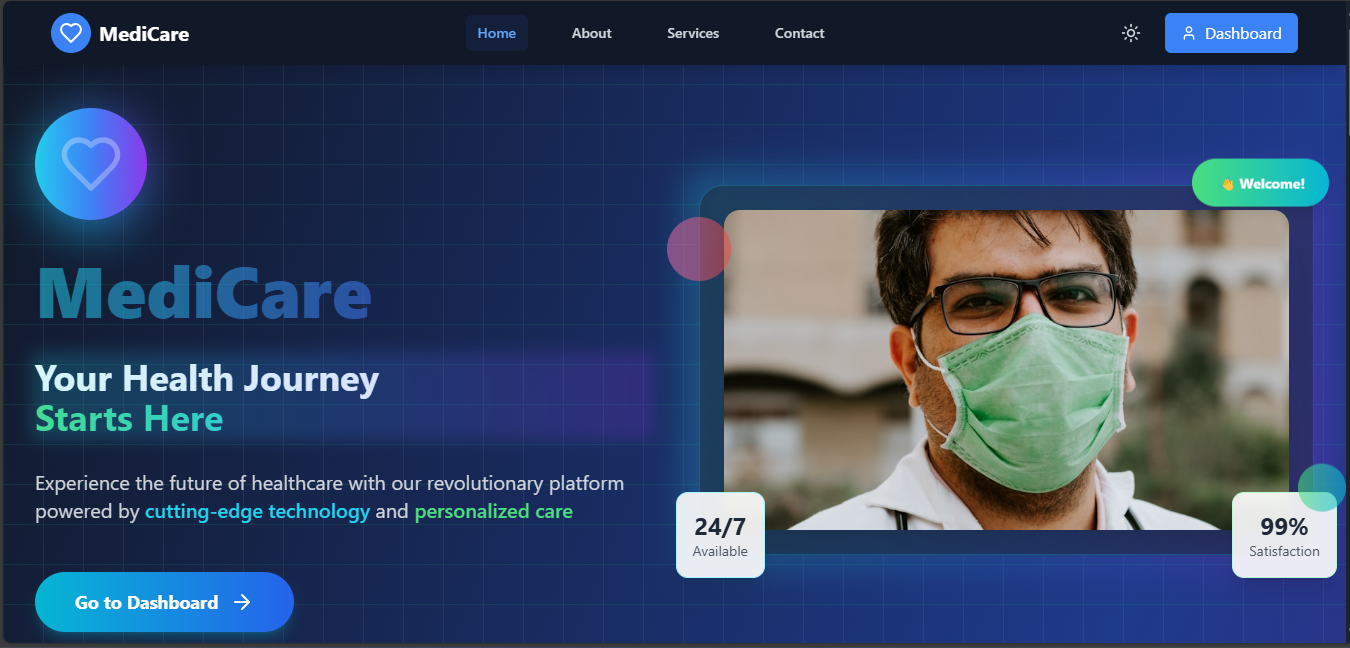 MediCare
Home
About
Services
Contact
Dashboard
👋 Welcome!
MediCare
Your Health Journey
Starts Here
Experience the future of healthcare with our revolutionary platform
powered by cutting-edge technology and personalized care
Go to Dashboard →
24/7
Available
99%
Satisfaction